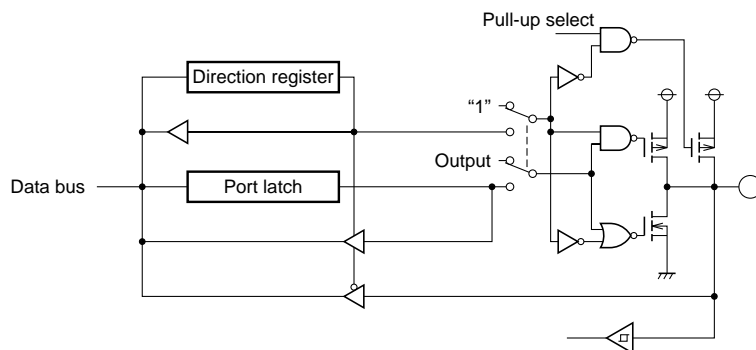 Pull-up select
Direction register
“1”
Output
Data bus
Port latch